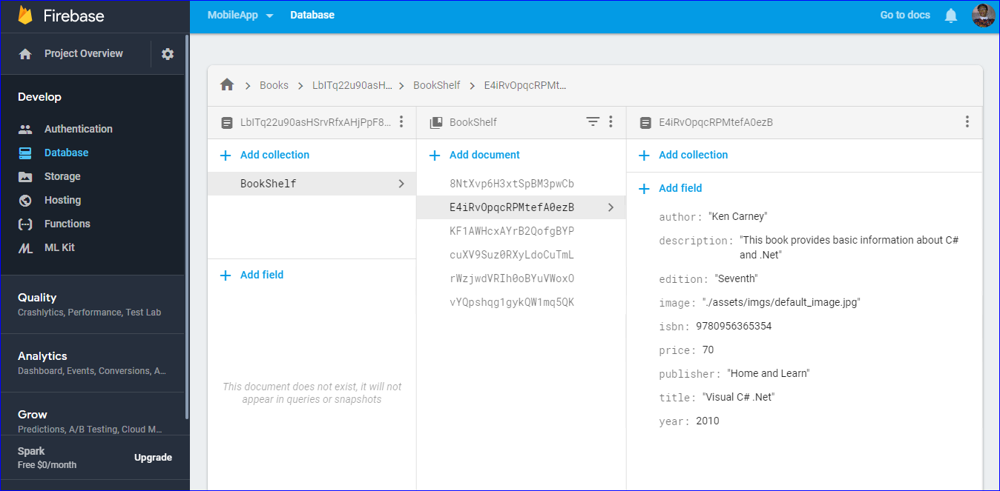 Firebase
Project Overview
Develop
Authentication
Database
Storage
Hosting
Functions
ML Kit
Quality
Crashlytics, Performance, Test Lab
Analytics
Dashboard, Events, Conversions, A...
Grow
Predictions, A/B Testing, Cloud M...
Spark
Free $0/month
Upgrade
MobileApp Database Go to docs
Books LbITq22u90asH... BookShelf E4iRvOpqcRPMt...
LbITq22u90asHSrvRfxAHjPpF8...
Add collection
BookShelf
Add field
This document does not exist, it will not
appear in queries or snapshots
BookShelf
Add document
8NtXvp6H3xtSpBM3pwCb
E4iRvOpqcRPMtefA0ezB
KF1AWHcxAYrB2QofgBYP
cuXV9Suz0RXyLdoCuTmL
rWzjwdVRIh0oBYuVWoxO
vYQpshqg1gykQW1mq5QK
E4iRvOpqcRPMtefA0ezB
Add collection
Add field
author: "Ken Carney"
description: "This book provides basic information about C#
and .Net"
edition: "Seventh"
image: "./assets/imgs/default_image.jpg"
isbn: 9780956365354
price: 70
publisher: "Home and Learn"
title: "Visual C# .Net"
year: 2010